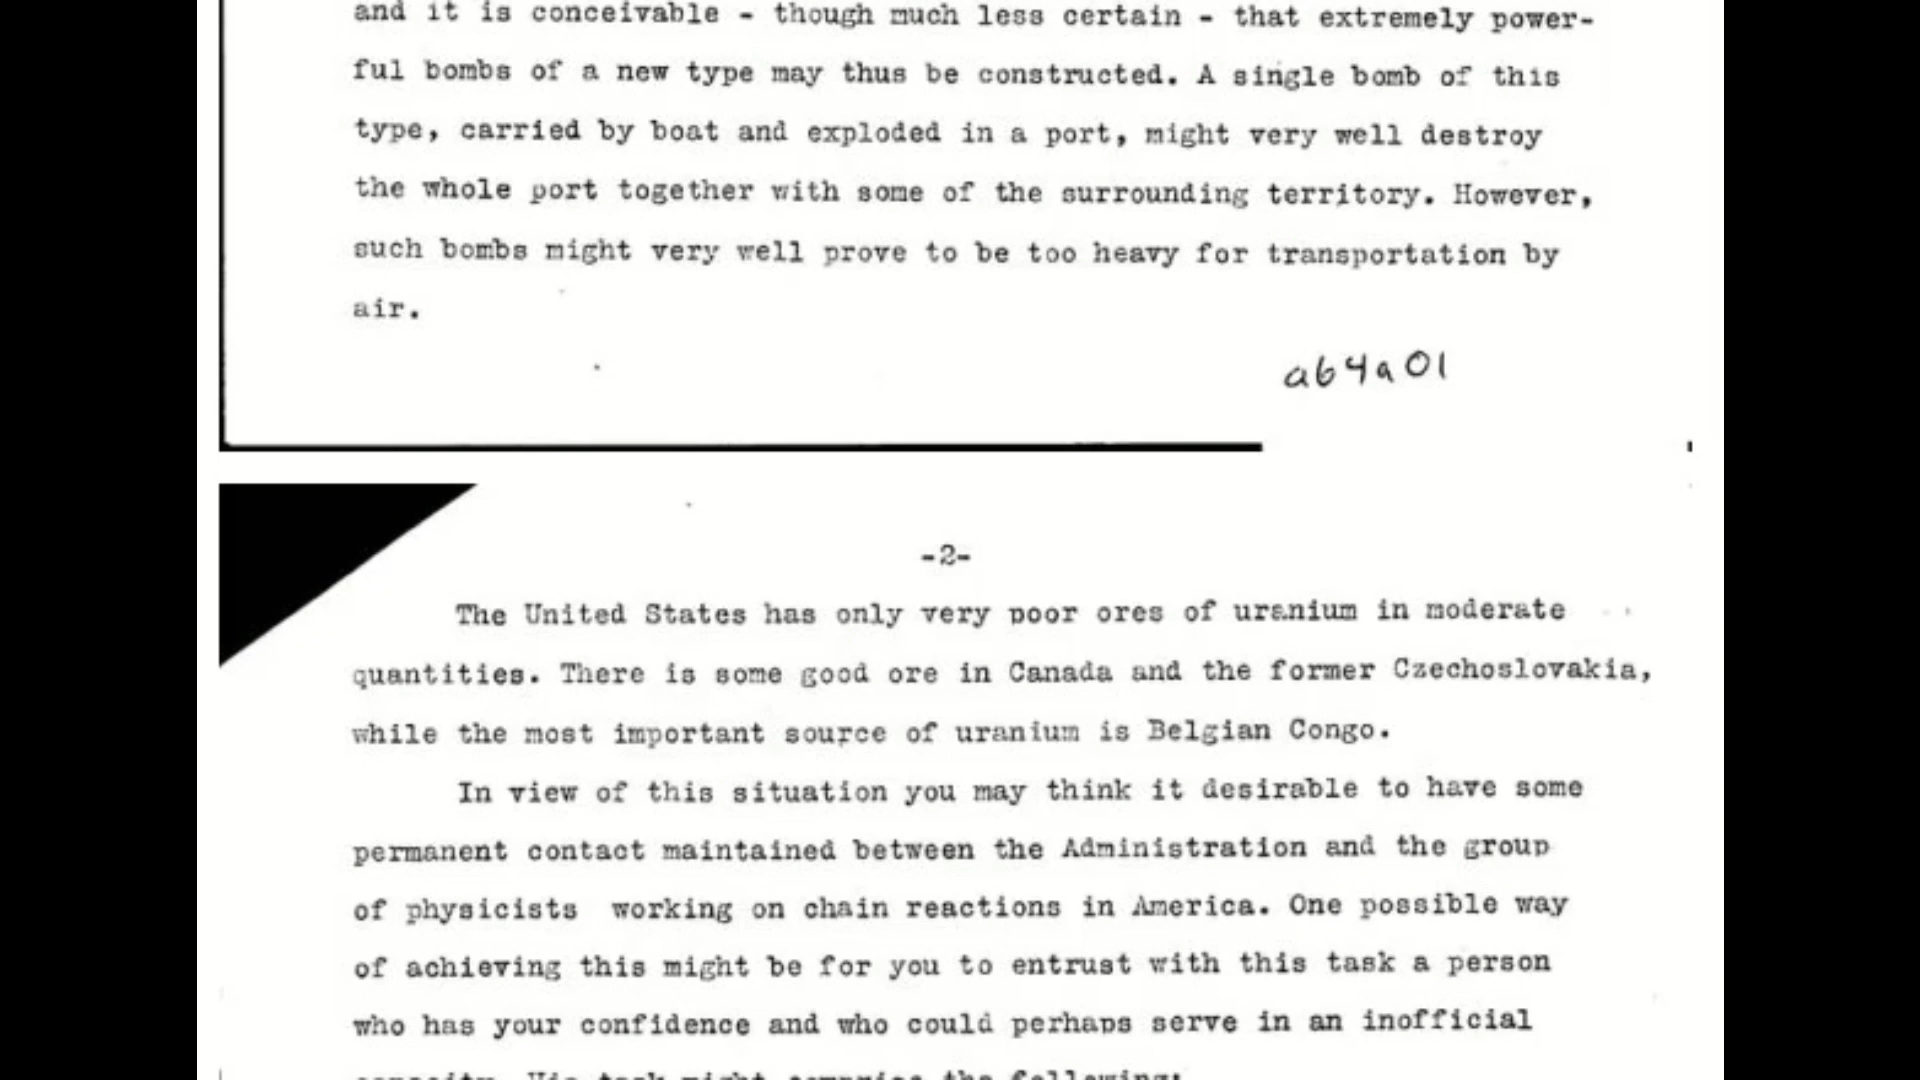 and it is conceivable - though much less certain - that extremely power-
ful bombs of a new type may thus be constructed. A single bomb of this
type, carried by boat and exploded in a port, might very well destroy
the whole port together with some of the surrounding territory. However,
such bombs might very well prove to be too heavy for transportation by
air.
a64a01
-2-
The United States has only very poor ores of uranium in moderate
quantities. There is some good ore in Canada and the former Czechoslovakia,
while the most important source of uranium is Belgian Congo.
In view of this situation you may think it desirable to have some
permanent contact maintained between the Administration and the group
of physicists working on chain reactions in America. One possible way
of achieving this might be for you to entrust with this task a person
who has your confidence and who could perhaps serve in an inofficial
capacity. His task might comprise the following: